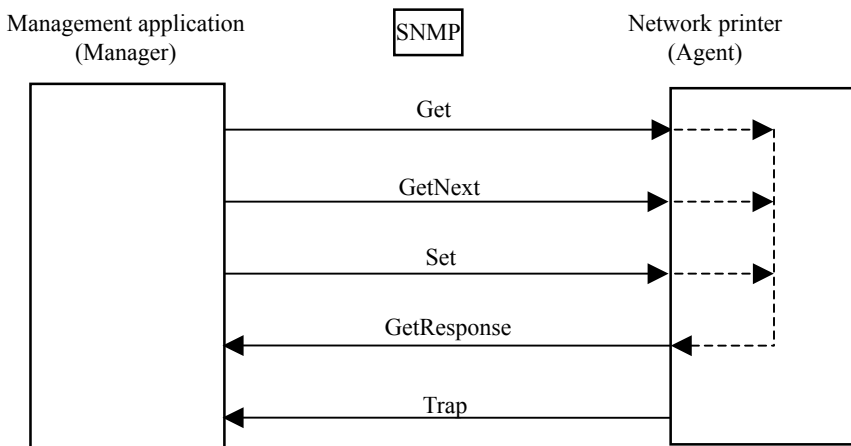 Management application
(Manager)
SNMP
Network printer
(Agent)
Get
GetNext
Set
GetResponse
Trap